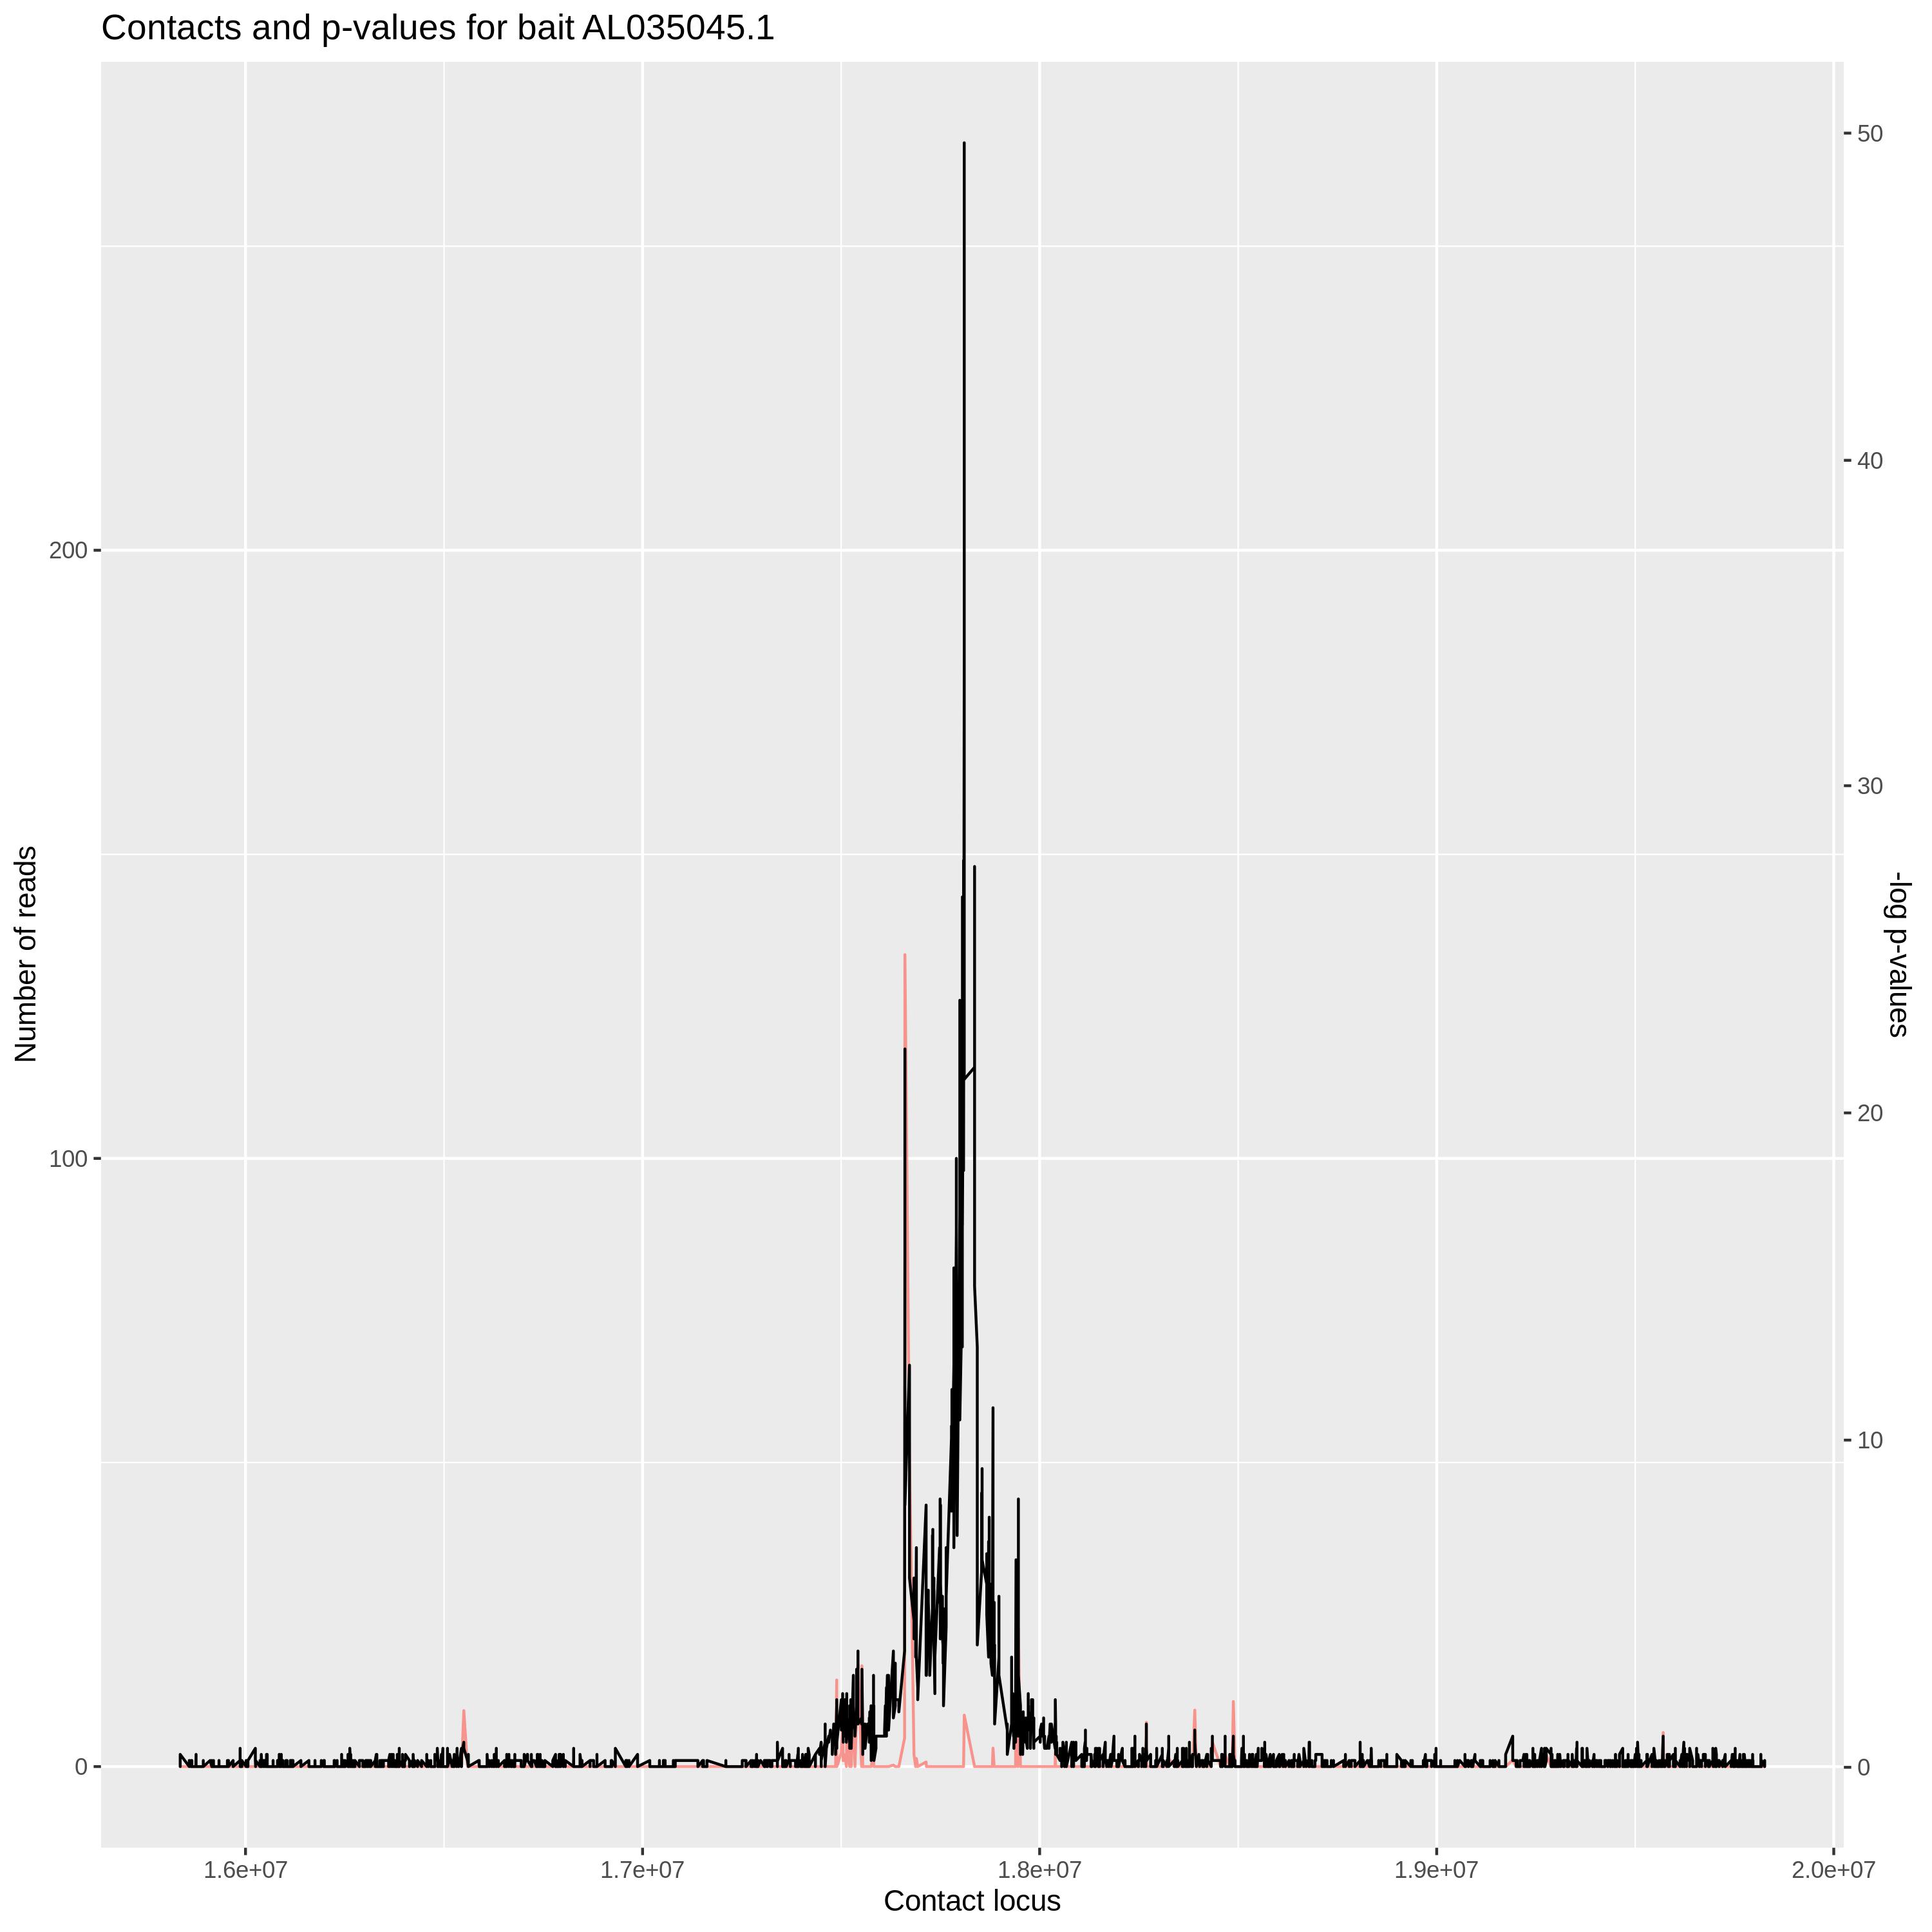 Contacts and p-values for bait AL035045.1
Number of reads
200
100
0
50
40
30
20
10
0
-log p-values
1.6e+07 1.7e+07 1.8e+07 1.9e+07 2.0e+07
Contact locus